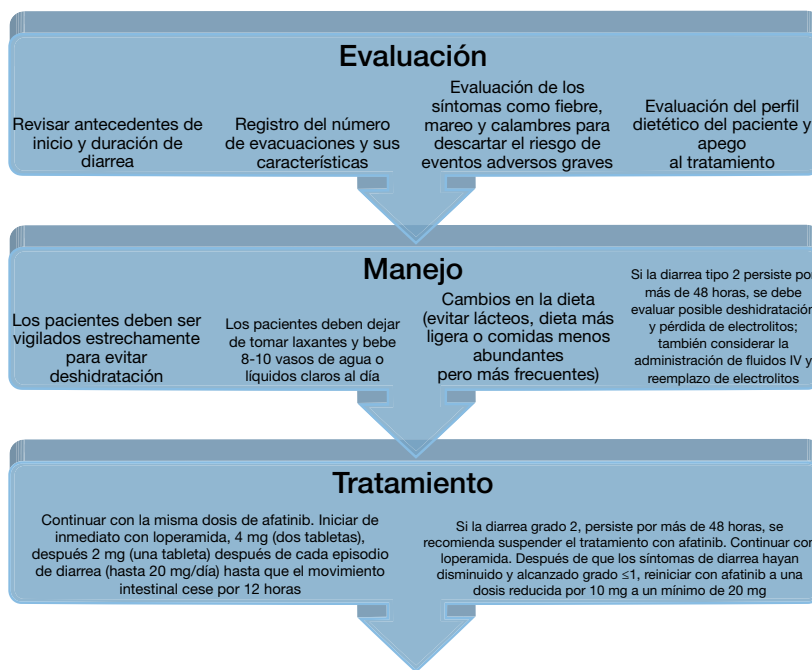 Evaluación
Revisar antecedentes de
inicio y duración de
diarrea
Registro del número
de evacuaciones y sus
características
Evaluación de los
síntomas como fiebre,
mareo y calambres para
descartar el riesgo de
eventos adversos graves
Evaluación del perfil
dietético del paciente y
apego
al tratamiento
Manejo
Los pacientes deben ser
vigilados estrechamente
para evitar
deshidratación
Los pacientes deben dejar
de tomar laxantes y bebe
8-10 vasos de agua o
líquidos claros al día
Cambios en la dieta
(evitar lácteos, dieta más
ligera o comidas menos
abundantes
pero más frecuentes)
Si la diarrea tipo 2 persiste por
más de 48 horas, se debe
evaluar posible deshidratación
y pérdida de electrolitos;
también considerar la
administración de fluidos IV y
reemplazo de electrolitos
Tratamiento
Continuar con la misma dosis de afatinib. Iniciar de
inmediato con loperamida, 4 mg (dos tabletas),
después 2 mg (una tableta) después de cada episodio
de diarrea (hasta 20 mg/día) hasta que el movimiento
intestinal cese por 12 horas
Si la diarrea grado 2, persiste por más de 48 horas, se
recomienda suspender el tratamiento con afatinib. Continuar con
loperamida. Después de que los síntomas de diarrea hayan
disminuido y alcanzado grado ≤1, reiniciar con afatinib a una
dosis reducida por 10 mg a un mínimo de 20 mg